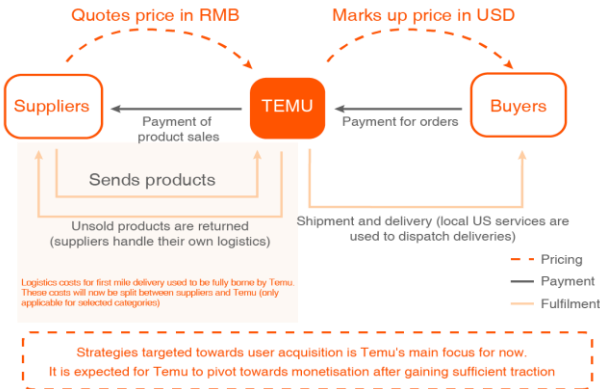 Quotes price in RMB
Marks up price in USD
Suppliers
TEMU
Buyers
Payment of
product sales
Payment for orders
Sends products
Unsold products are returned
(suppliers handle their own logistics)
Shipment and delivery (local US services are
used to dispatch deliveries)
Logistics costs for first mile delivery used to be fully borne by Temu.
These costs will now be split between suppliers and Temu (only
applicable for selected categories)
Pricing
Payment
Fulfilment
Strategies targeted towards user acquisition is Temu's main focus for now.
It is expected for Temu to pivot towards monetisation after gaining sufficient traction